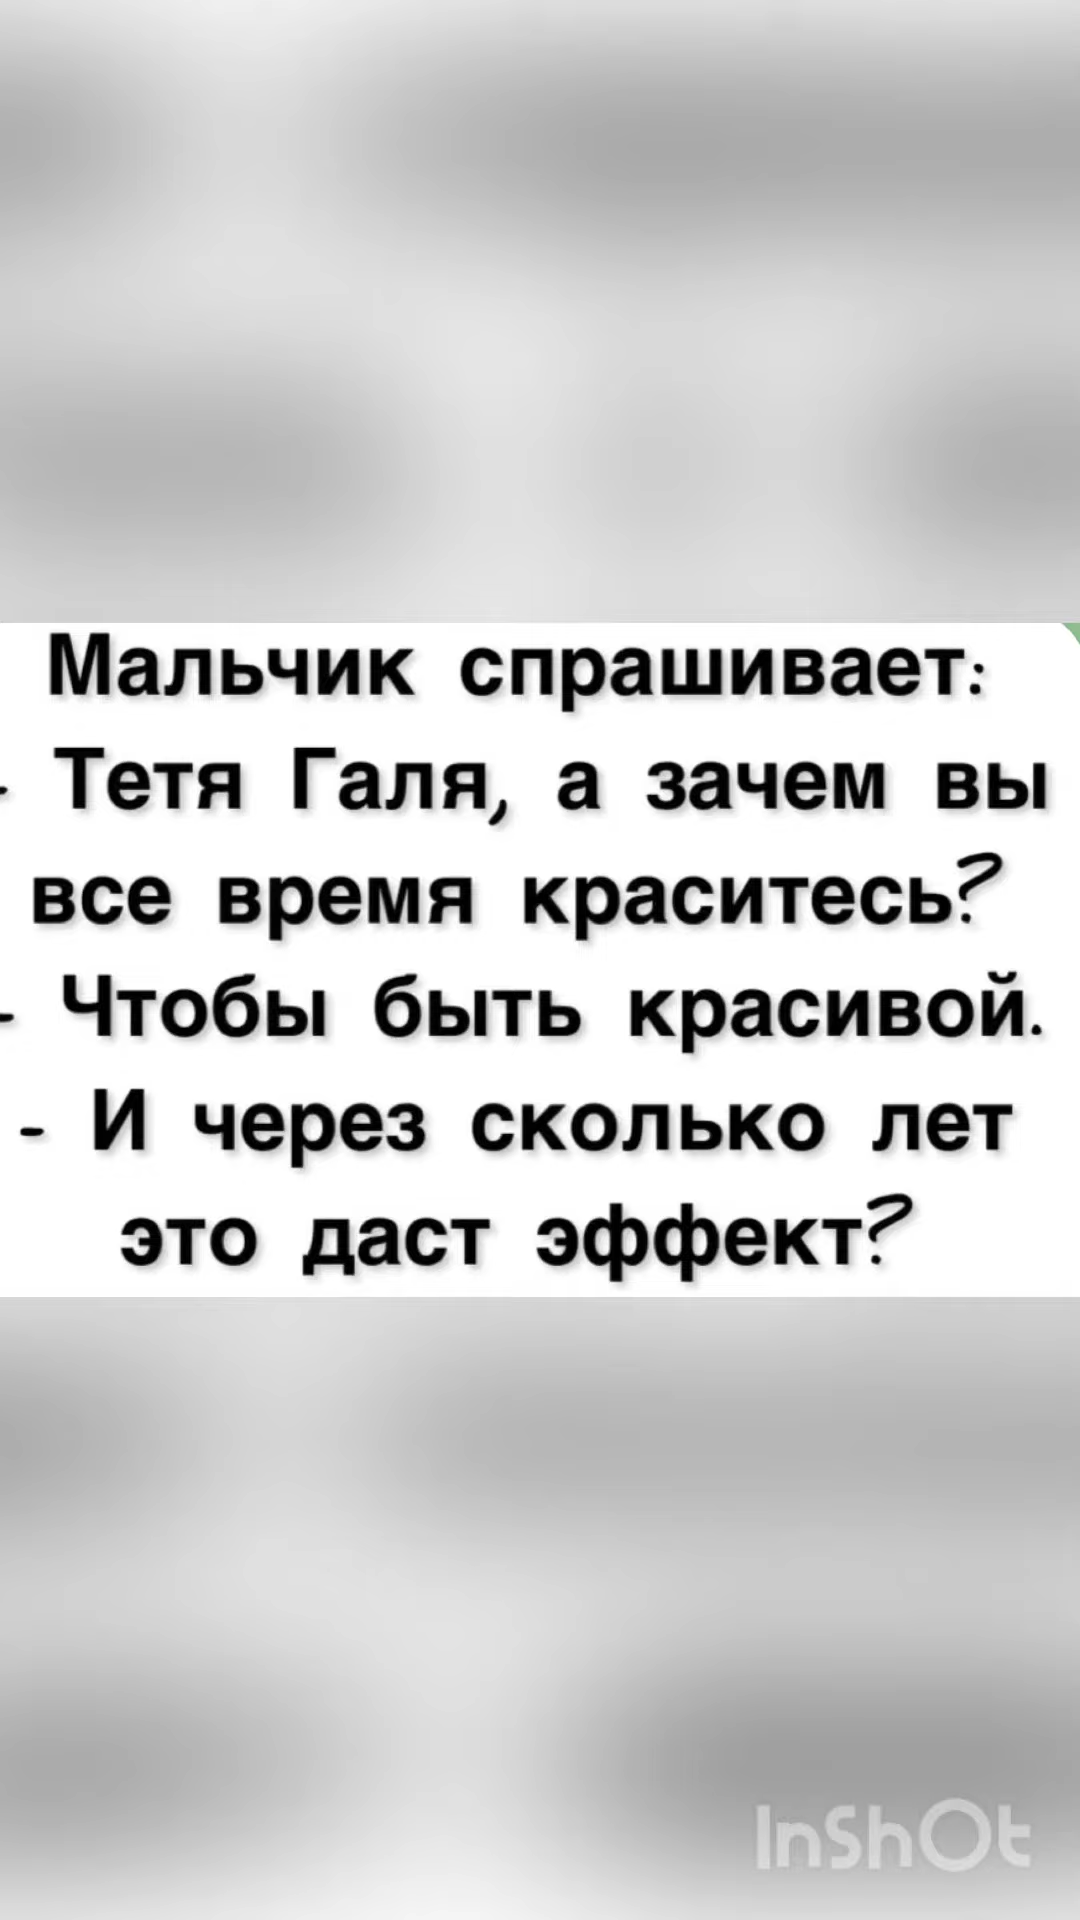 Мальчик спрашивает:
- Тетя Галя, а зачем вы
все время краситесь?
- Чтобы быть красивой.
- И через сколько лет
это даст эффект?
InShOt